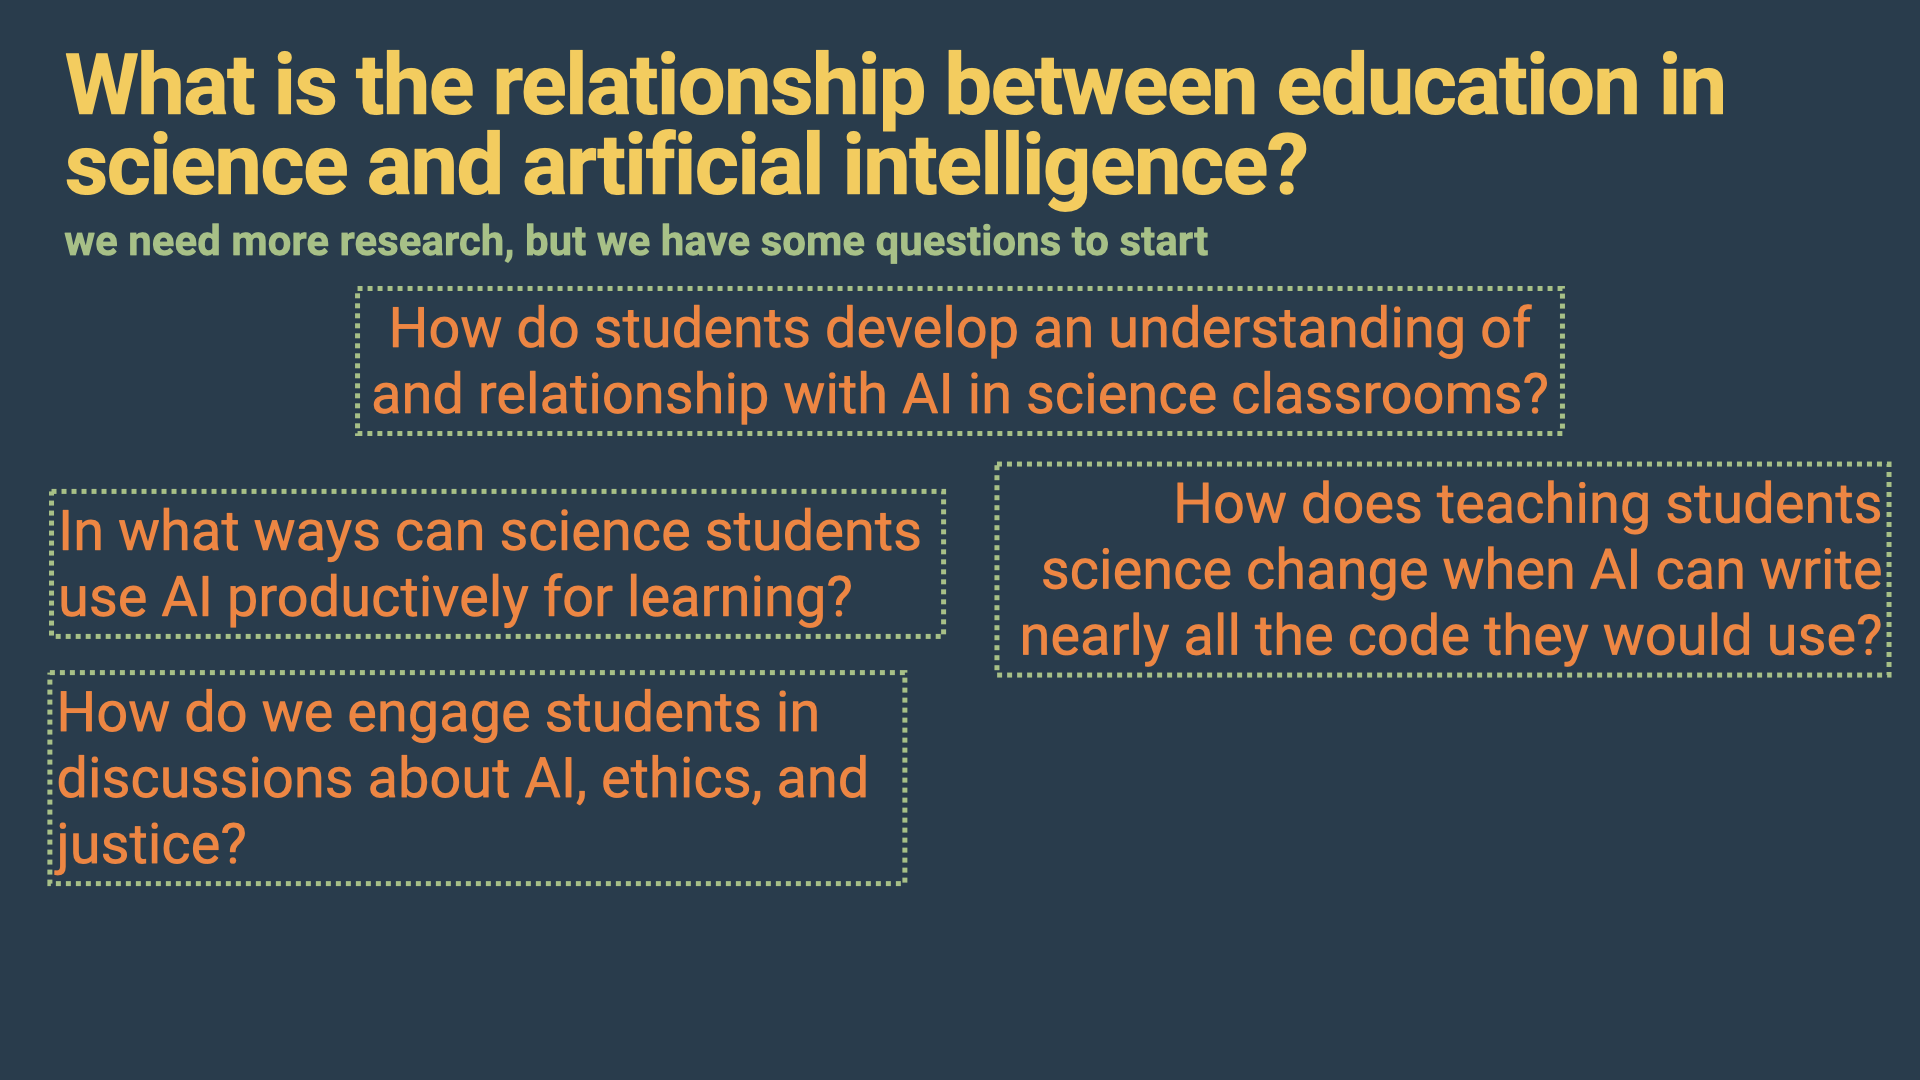 What is the relationship between education in
science and artificial intelligence?
we need more research, but we have some questions to start
How do students develop an understanding of
and relationship with AI in science classrooms?
In what ways can science students
use AI productively for learning?
How does teaching students
science change when AI can write
nearly all the code they would use?
How do we engage students in
discussions about AI, ethics, and
justice?